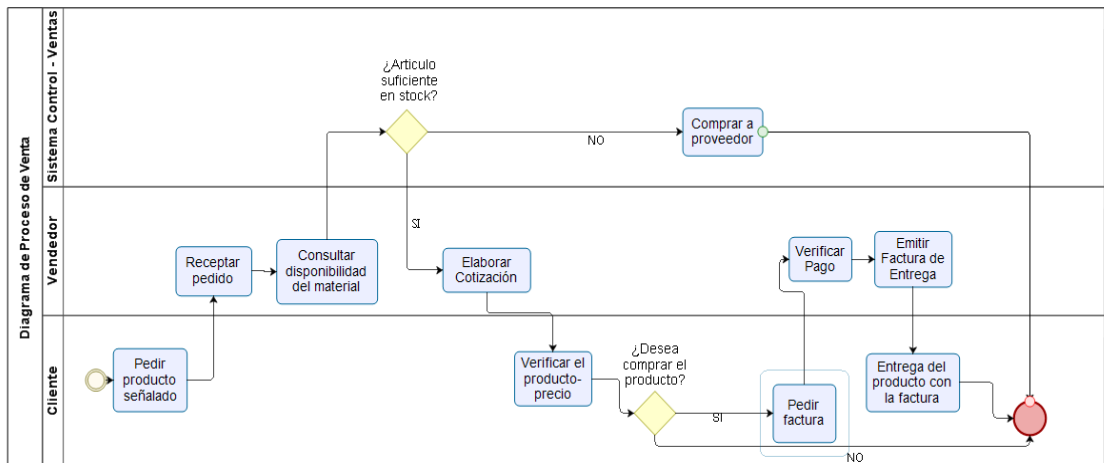 Diagrama de Proceso de Venta
Sistema Control - Ventas
¿Articulo
suficiente
en stock?
NO
Comprar a
proveedor
Vendedor
Receptar
pedido
Consultar
disponibilidad
del material
SI
Elaborar
Cotización
Verificar
Pago
Emitir
Factura de
Entrega
Cliente
Pedir
producto
señalado
Verificar el
producto-
precio
¿Desea
comprar el
producto?
SI
Pedir
factura
Entrega del
producto con
la factura
NO